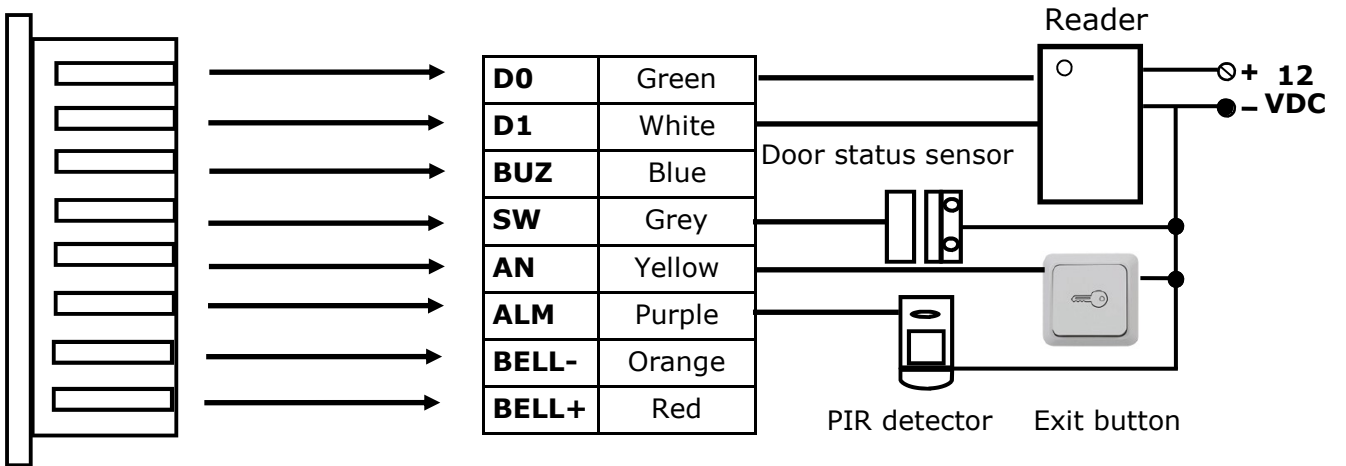 Reader
D0 Green
+ 12
D1 White
– VDC
Door status sensor
BUZ Blue
SW Grey
AN Yellow
ALM Purple
BELL- Orange
BELL+ Red
PIR detector Exit button